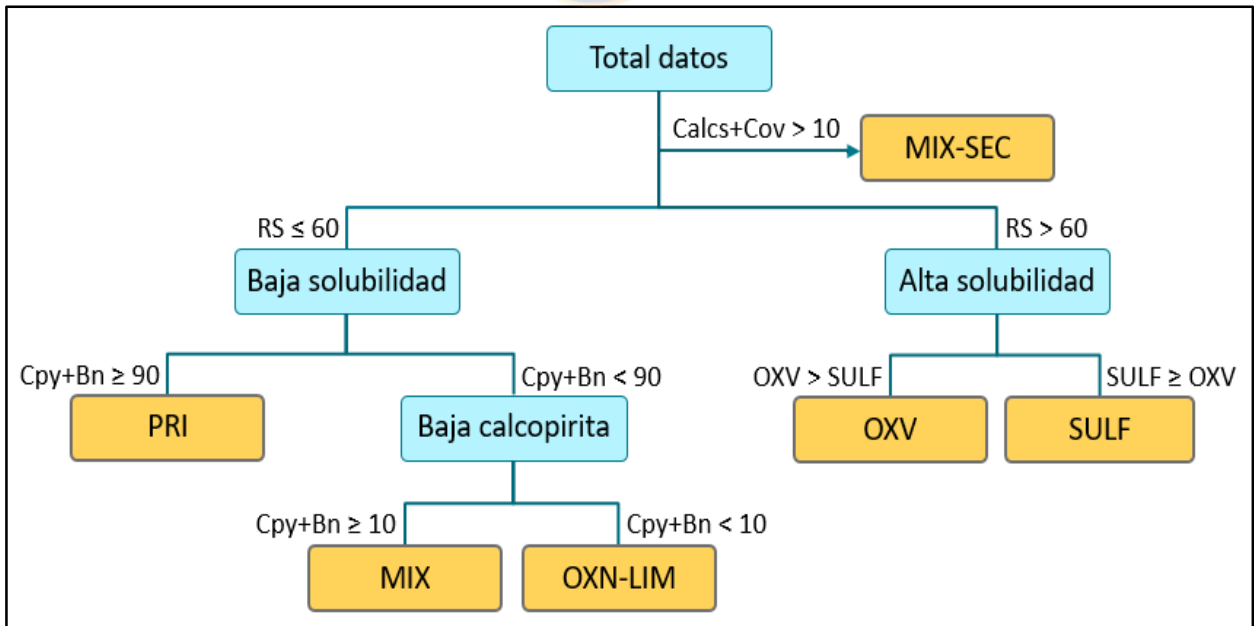 Total datos
Calcs+Cov > 10
MIX-SEC
RS ≤ 60
RS > 60
Baja solubilidad
Alta solubilidad
Cpy+Bn ≥ 90
Cpy+Bn < 90
OXV > SULF
SULF ≥ OXV
PRI
Baja calcopirita
OXV
SULF
Cpy+Bn ≥ 10
Cpy+Bn < 10
MIX
OXN-LIM